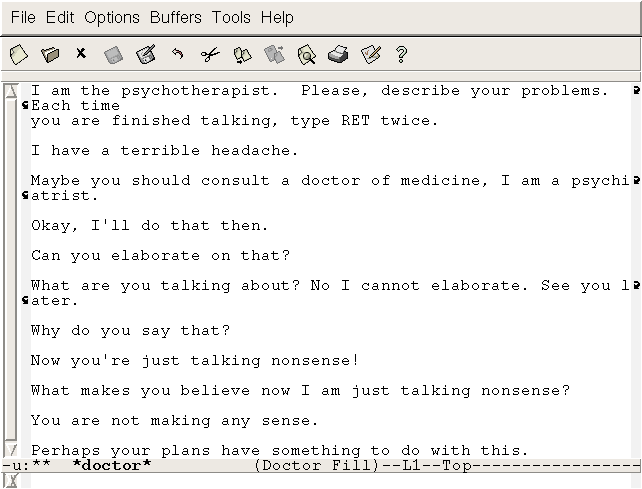 File Edit Options Buffers Tools Help
I am the psychotherapist.  Please, describe your problems.
Each time
you are finished talking, type RET twice.
I have a terrible headache.
Maybe you should consult a doctor of medicine, I am a psychi
atrist.
Okay, I'll do that then.
Can you elaborate on that?
What are you talking about? No I cannot elaborate. See you l
ater.
Why do you say that?
Now you're just talking nonsense!
What makes you believe now I am just talking nonsense?
You are not making any sense.
Perhaps your plans have something to do with this.
-u:**  *doctor*          (Doctor Fill)--L1--Top-----------------